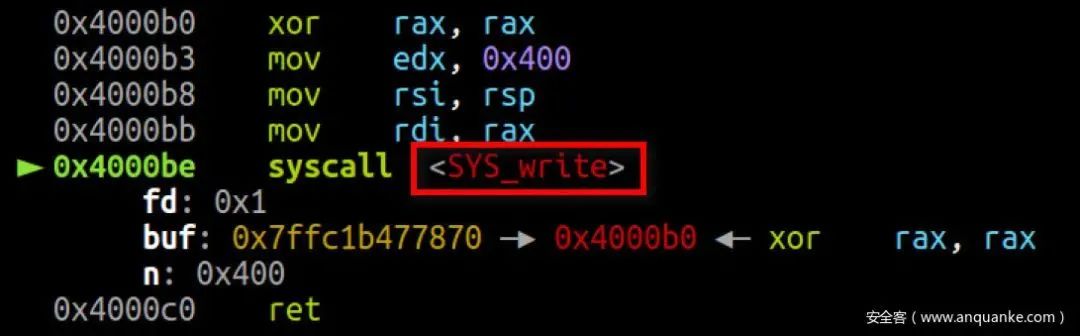 0x4000b0 xor rax, rax
0x4000b3 mov edx, 0x400
0x4000b8 mov rsi, rsp
0x4000bb mov rdi, rax
► 0x4000be syscall <SYS_write>
fd: 0x1
buf: 0x7ffc1b477870 —► 0x4000b0 ◄— xor rax, rax
n: 0x400
0x4000c0 ret
安全客（www.anquanke.com）